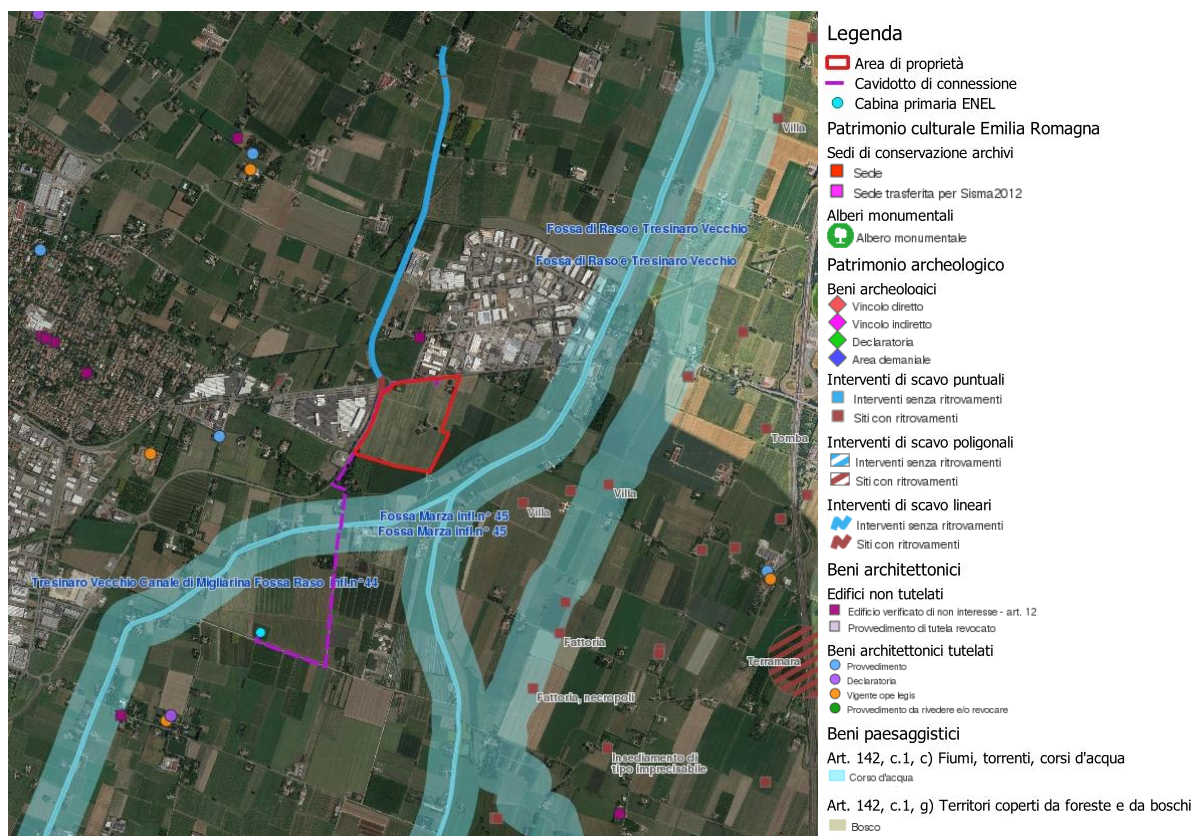 Villa
Fossa di Raso e Tresinaro Vecchio
Fossa di Raso e Tresinaro Vecchio
Tomba
Villa
Villa
Fossa Marza infl.n° 45
Fossa Marza infl.n° 45
Tresinaro Vecchio Canale di Migliarina Fossa Raso infl.n°44
Fattoria
Terramara
Fattoria, necropoli
Insediamento di
tipo imprecisabile
Legenda
Area di proprietà
Cavidotto di connessione
Cabina primaria ENEL
Patrimonio culturale Emilia Romagna
Sedi di conservazione archivi
Sede
Sede trasferita per Sisma2012
Alberi monumentali
Albero monumentale
Patrimonio archeologico
Beni archeologici
Vincolo diretto
Vincolo indiretto
Declaratoria
Area demaniale
Interventi di scavo puntuali
Interventi senza ritrovamenti
Siti con ritrovamenti
Interventi di scavo poligonali
Interventi senza ritrovamenti
Siti con ritrovamenti
Interventi di scavo lineari
Interventi senza ritrovamenti
Siti con ritrovamenti
Beni architettonici
Edifici non tutelati
Edificio verificato di non interesse - art. 12
Provvedimento di tutela revocato
Beni architettonici tutelati
Provvedimento
Declaratoria
Vigente ope legis
Provvedimento da rivedere e/o revocare
Beni paesaggistici
Art. 142, c.1, c) Fiumi, torrenti, corsi d'acqua
Corso d'acqua
Art. 142, c.1, g) Territori coperti da foreste e da boschi
Bosco